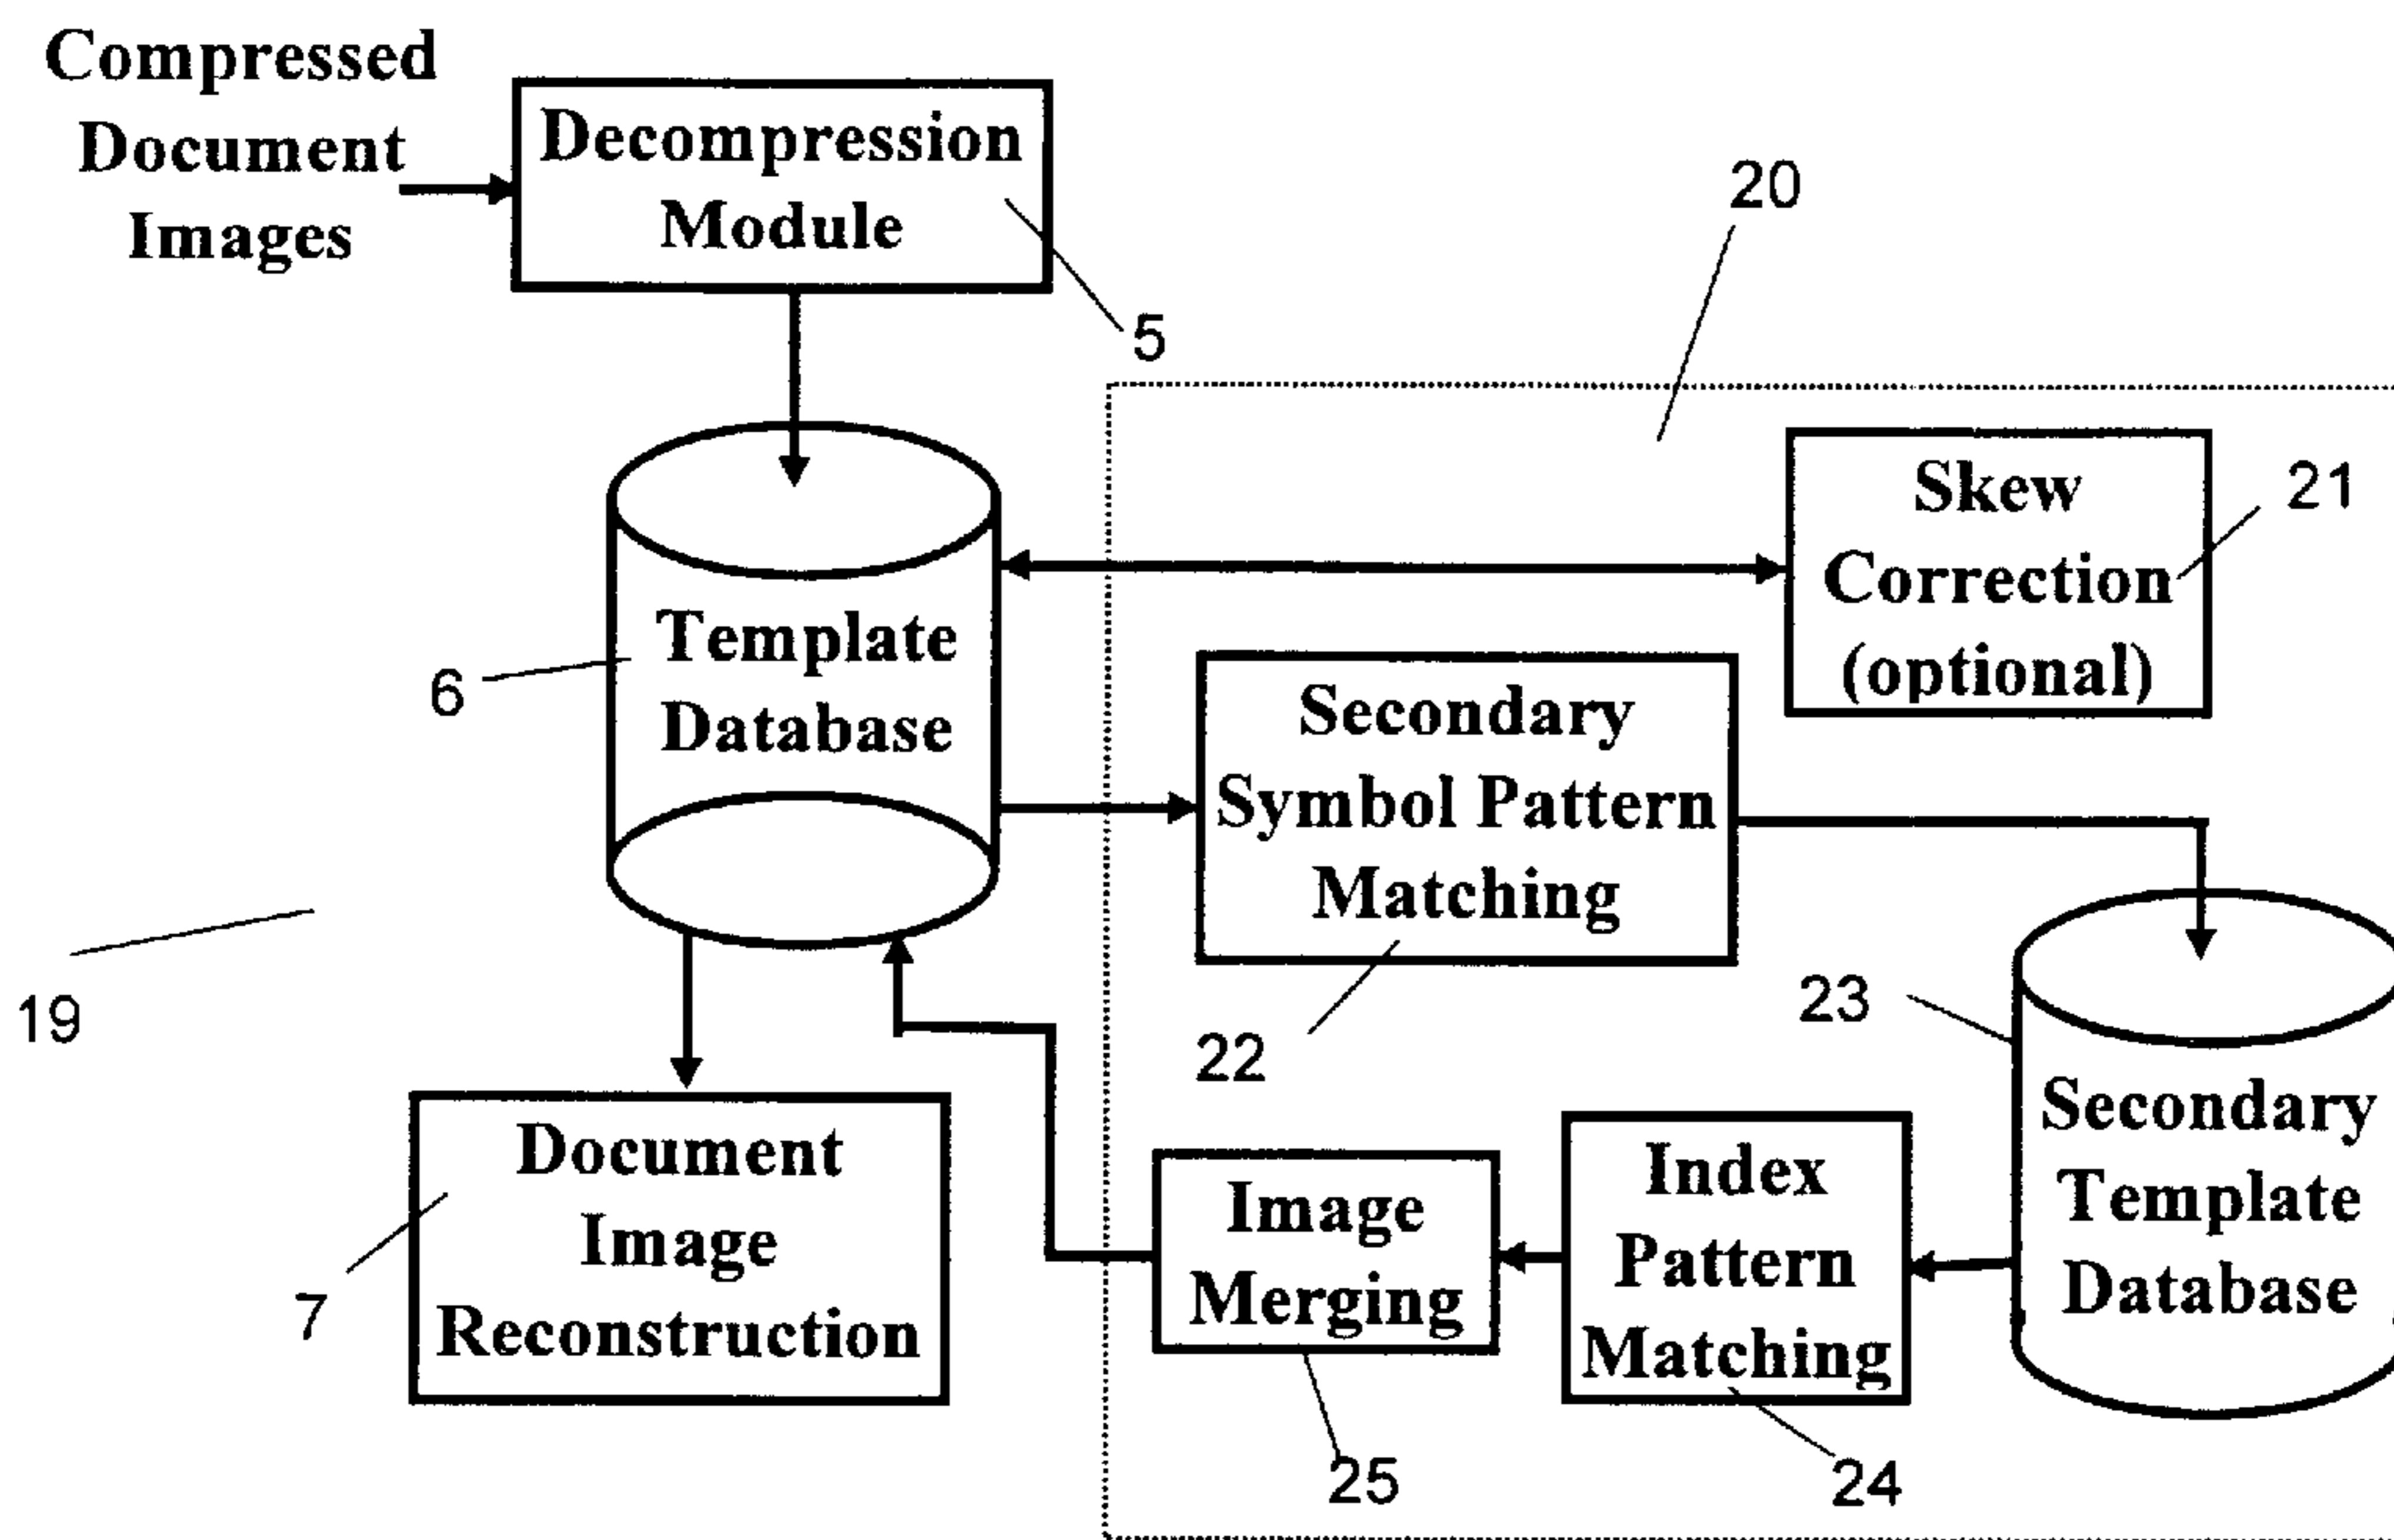 Compressed
Document
Images
Decompression
Module
5
20
Skew
Correction
(optional)
21
Template
Database
6
Secondary
Symbol Pattern
Matching
22
23
Secondary
Template
Database
19
Document
Image
Reconstruction
7
Image
Merging
25
Index
Pattern
Matching
24